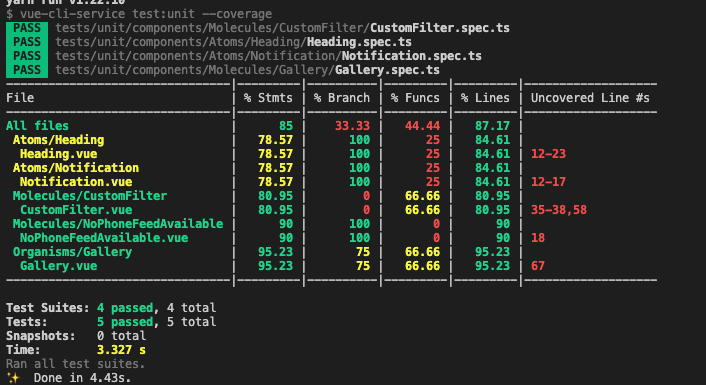 yarn run v1.22.10
$ vue-cli-service test:unit --coverage
PASS tests/unit/components/Molecules/CustomFilter/CustomFilter.spec.ts
PASS tests/unit/components/Atoms/Heading/Heading.spec.ts
PASS tests/unit/components/Atoms/Notification/Notification.spec.ts
PASS tests/unit/components/Molecules/Gallery/Gallery.spec.ts
File | % Stmts | % Branch | % Funcs | % Lines | Uncovered Line #s
All files | 85 | 33.33 | 44.44 | 87.17 |
Atoms/Heading | 78.57 | 100 | 25 | 84.61 |
Heading.vue | 78.57 | 100 | 25 | 84.61 | 12-23
Atoms/Notification | 78.57 | 100 | 25 | 84.61 |
Notification.vue | 78.57 | 100 | 25 | 84.61 | 12-17
Molecules/CustomFilter | 80.95 | 0 | 66.66 | 80.95 |
CustomFilter.vue | 80.95 | 0 | 66.66 | 80.95 | 35-38,58
Molecules/NoPhoneFeedAvailable | 90 | 100 | 0 | 90 |
NoPhoneFeedAvailable.vue | 90 | 100 | 0 | 90 | 18
Organisms/Gallery | 95.23 | 75 | 66.66 | 95.23 |
Gallery.vue | 95.23 | 75 | 66.66 | 95.23 | 67
Test Suites: 4 passed, 4 total
Tests: 5 passed, 5 total
Snapshots: 0 total
Time: 3.327 s
Ran all test suites.
✨ Done in 4.43s.